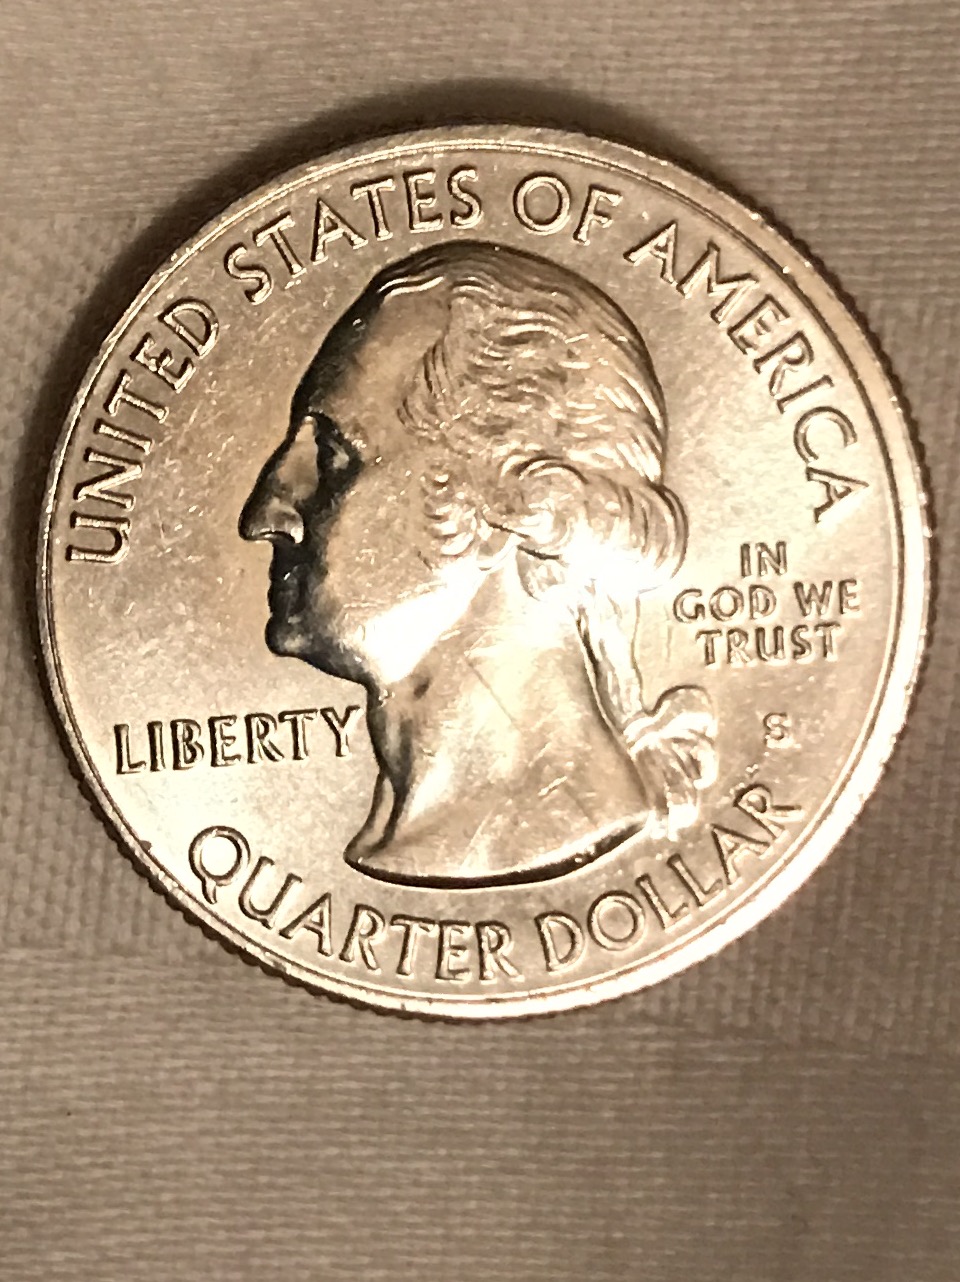 UNITED STATES OF AMERICA
IN
GOD WE
TRUST
LIBERTY
S
QUARTER DOLLAR